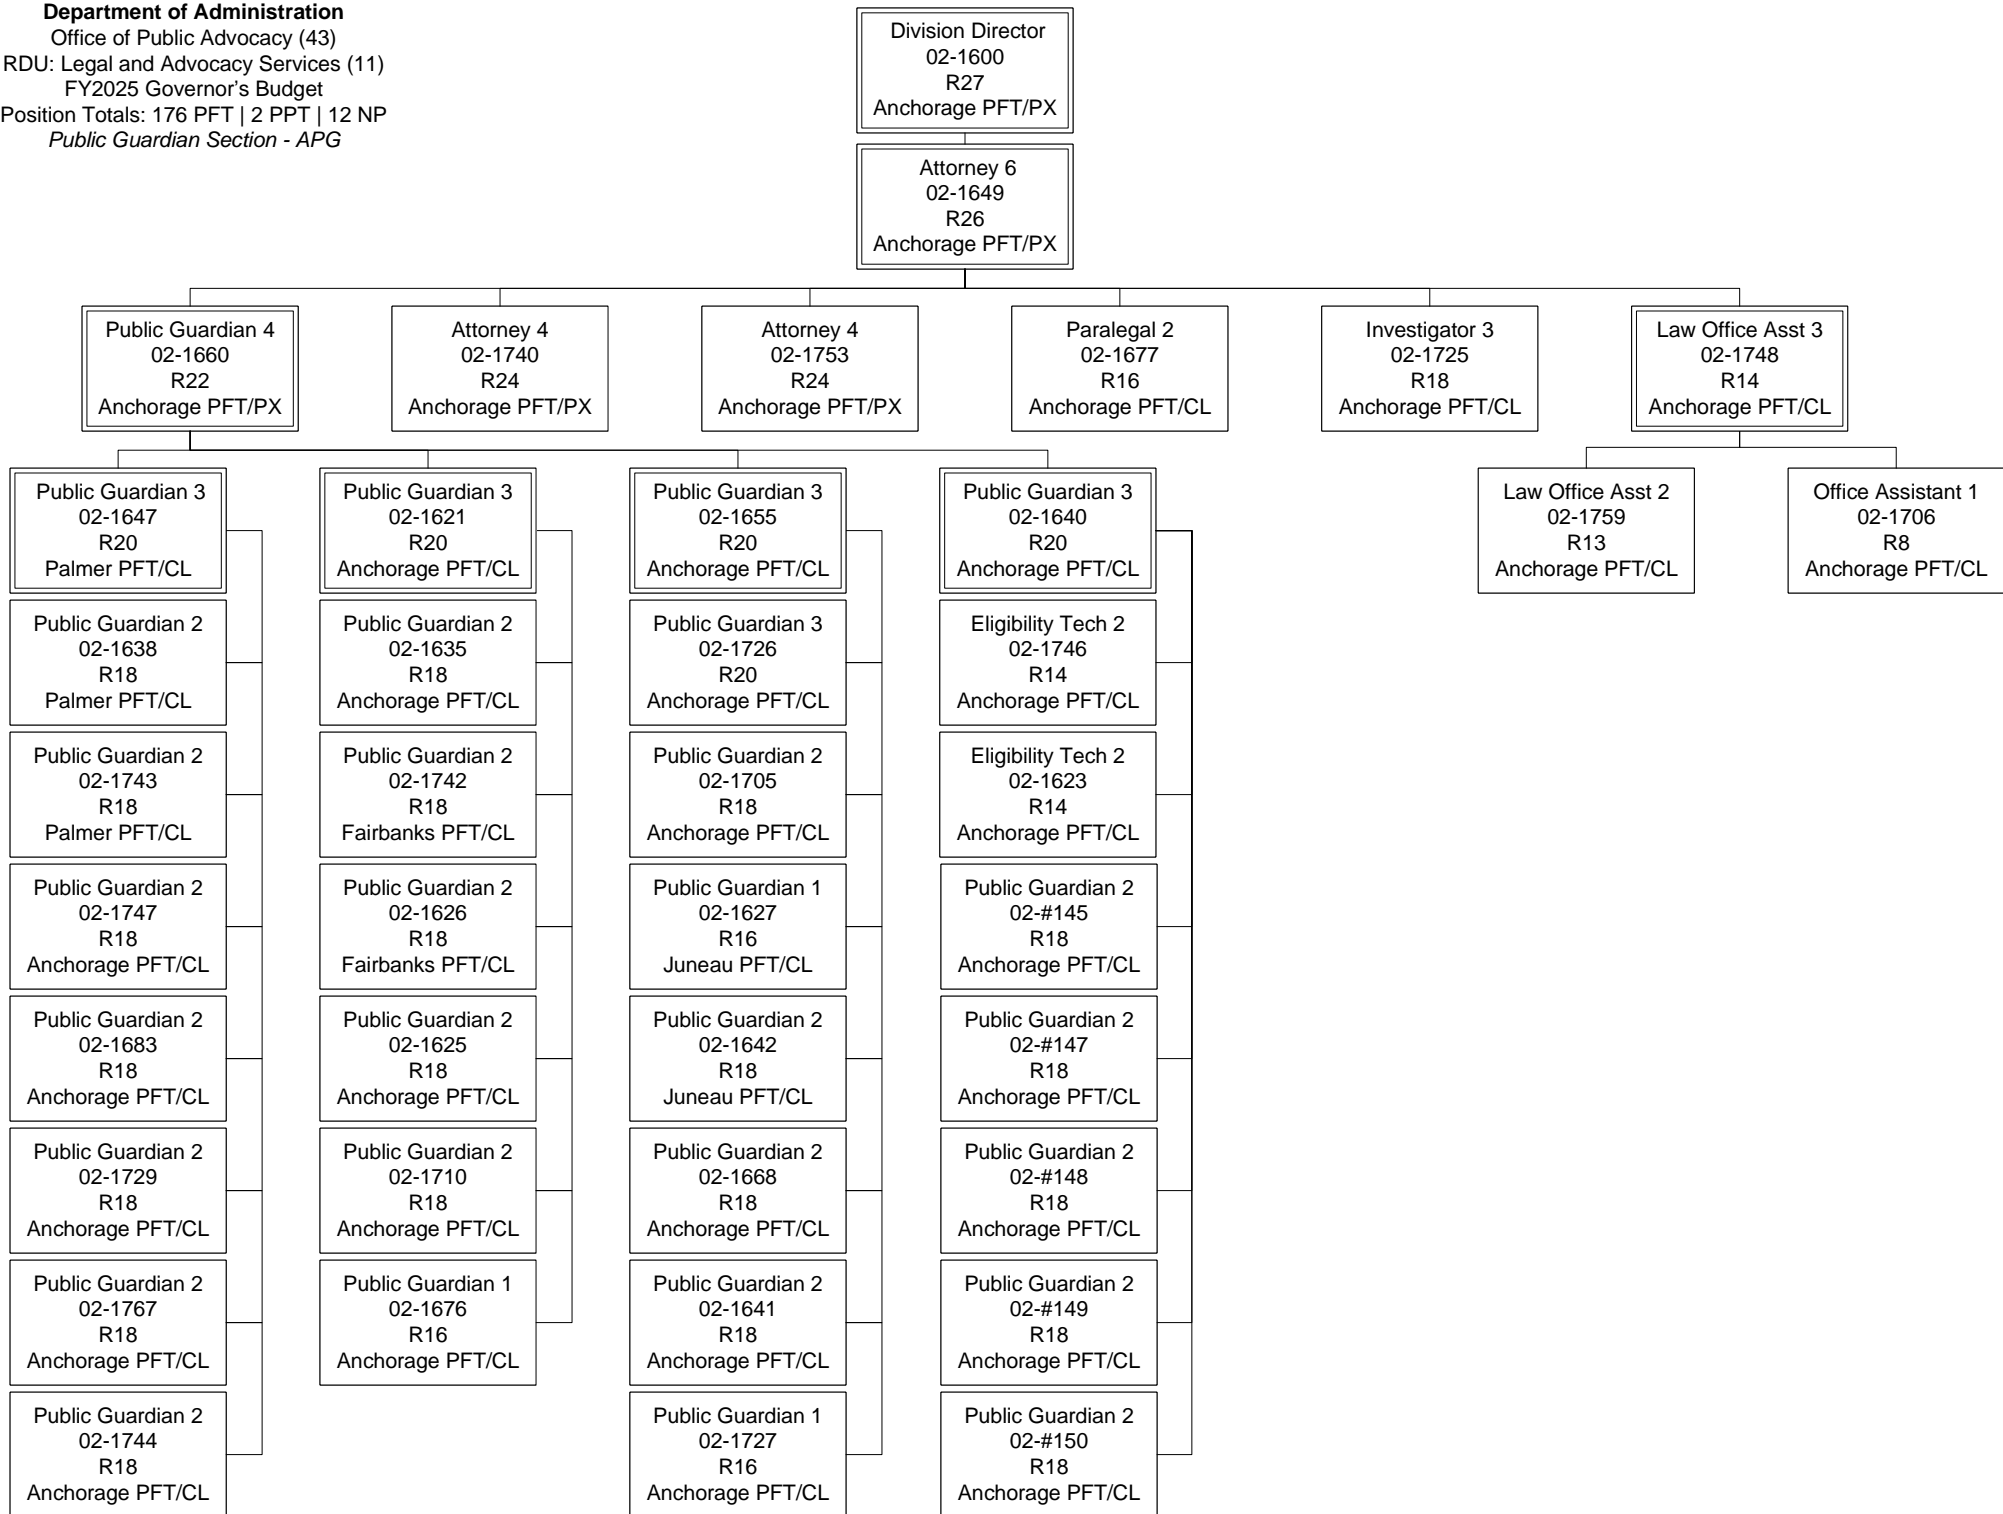 Department of Administration
Office of Public Advocacy (43)
RDU: Legal and Advocacy Services (11)
FY2025 Governor's Budget
Position Totals: 176 PFT | 2 PPT | 12 NP
Public Guardian Section - APG
Division Director
02-1600
R27
Anchorage PFT/PX
Attorney 6
02-1649
R26
Anchorage PFT/PX
Public Guardian 4
02-1660
R22
Anchorage PFT/PX
Attorney 4
02-1740
R24
Anchorage PFT/PX
Attorney 4
02-1753
R24
Anchorage PFT/PX
Paralegal 2
02-1677
R16
Anchorage PFT/CL
Investigator 3
02-1725
R18
Anchorage PFT/CL
Law Office Asst 3
02-1748
R14
Anchorage PFT/CL
Public Guardian 3
02-1647
R20
Palmer PFT/CL
Public Guardian 2
02-1638
R18
Palmer PFT/CL
Public Guardian 2
02-1743
R18
Palmer PFT/CL
Public Guardian 2
02-1747
R18
Anchorage PFT/CL
Public Guardian 2
02-1683
R18
Anchorage PFT/CL
Public Guardian 2
02-1729
R18
Anchorage PFT/CL
Public Guardian 2
02-1767
R18
Anchorage PFT/CL
Public Guardian 2
02-1744
R18
Anchorage PFT/CL
Public Guardian 3
02-1621
R20
Anchorage PFT/CL
Public Guardian 2
02-1635
R18
Anchorage PFT/CL
Public Guardian 2
02-1742
R18
Fairbanks PFT/CL
Public Guardian 2
02-1626
R18
Fairbanks PFT/CL
Public Guardian 2
02-1625
R18
Anchorage PFT/CL
Public Guardian 2
02-1710
R18
Anchorage PFT/CL
Public Guardian 1
02-1676
R16
Anchorage PFT/CL
Public Guardian 3
02-1655
R20
Anchorage PFT/CL
Public Guardian 3
02-1726
R20
Anchorage PFT/CL
Public Guardian 2
02-1705
R18
Anchorage PFT/CL
Public Guardian 1
02-1627
R16
Juneau PFT/CL
Public Guardian 2
02-1642
R18
Juneau PFT/CL
Public Guardian 2
02-1668
R18
Anchorage PFT/CL
Public Guardian 2
02-1641
R18
Anchorage PFT/CL
Public Guardian 1
02-1727
R16
Anchorage PFT/CL
Public Guardian 3
02-1640
R20
Anchorage PFT/CL
Eligibility Tech 2
02-1746
R14
Anchorage PFT/CL
Eligibility Tech 2
02-1623
R14
Anchorage PFT/CL
Public Guardian 2
02-#145
R18
Anchorage PFT/CL
Public Guardian 2
02-#147
R18
Anchorage PFT/CL
Public Guardian 2
02-#148
R18
Anchorage PFT/CL
Public Guardian 2
02-#149
R18
Anchorage PFT/CL
Public Guardian 2
02-#150
R18
Anchorage PFT/CL
Law Office Asst 2
02-1759
R13
Anchorage PFT/CL
Office Assistant 1
02-1706
R8
Anchorage PFT/CL